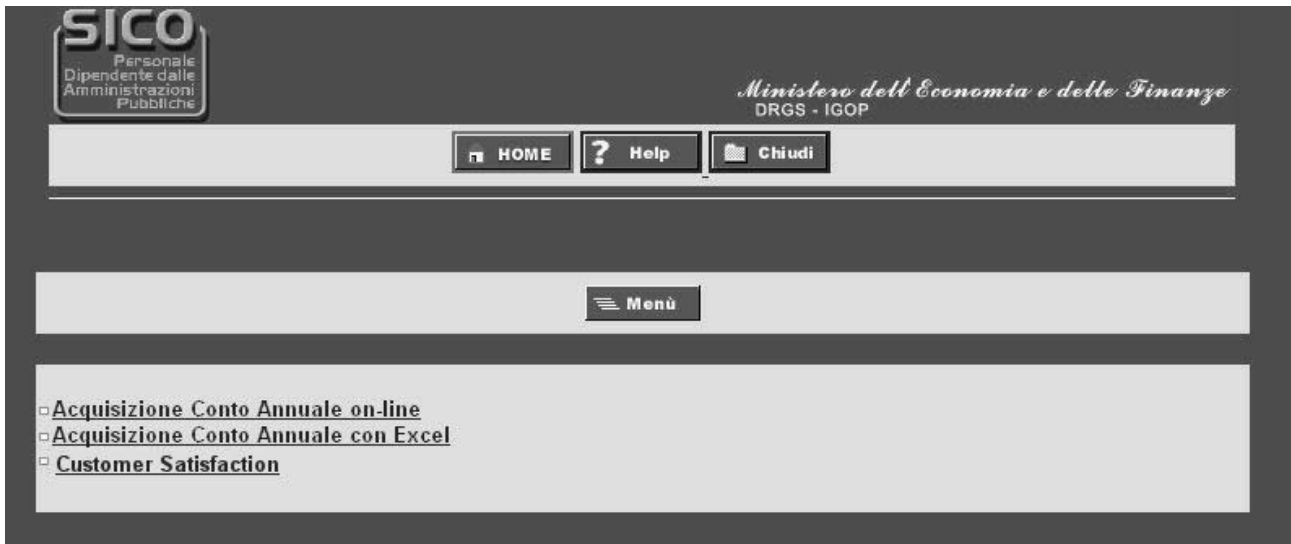 SICO
Personale
Dipendente dalle
Amministrazioni
Pubbliche
Ministero dell'Economia e delle Finanze
DRGS - IGOP
HOME
? Help
Chiudi
Menù
Acquisizione Conto Annuale on-line
Acquisizione Conto Annuale con Excel
Customer Satisfaction